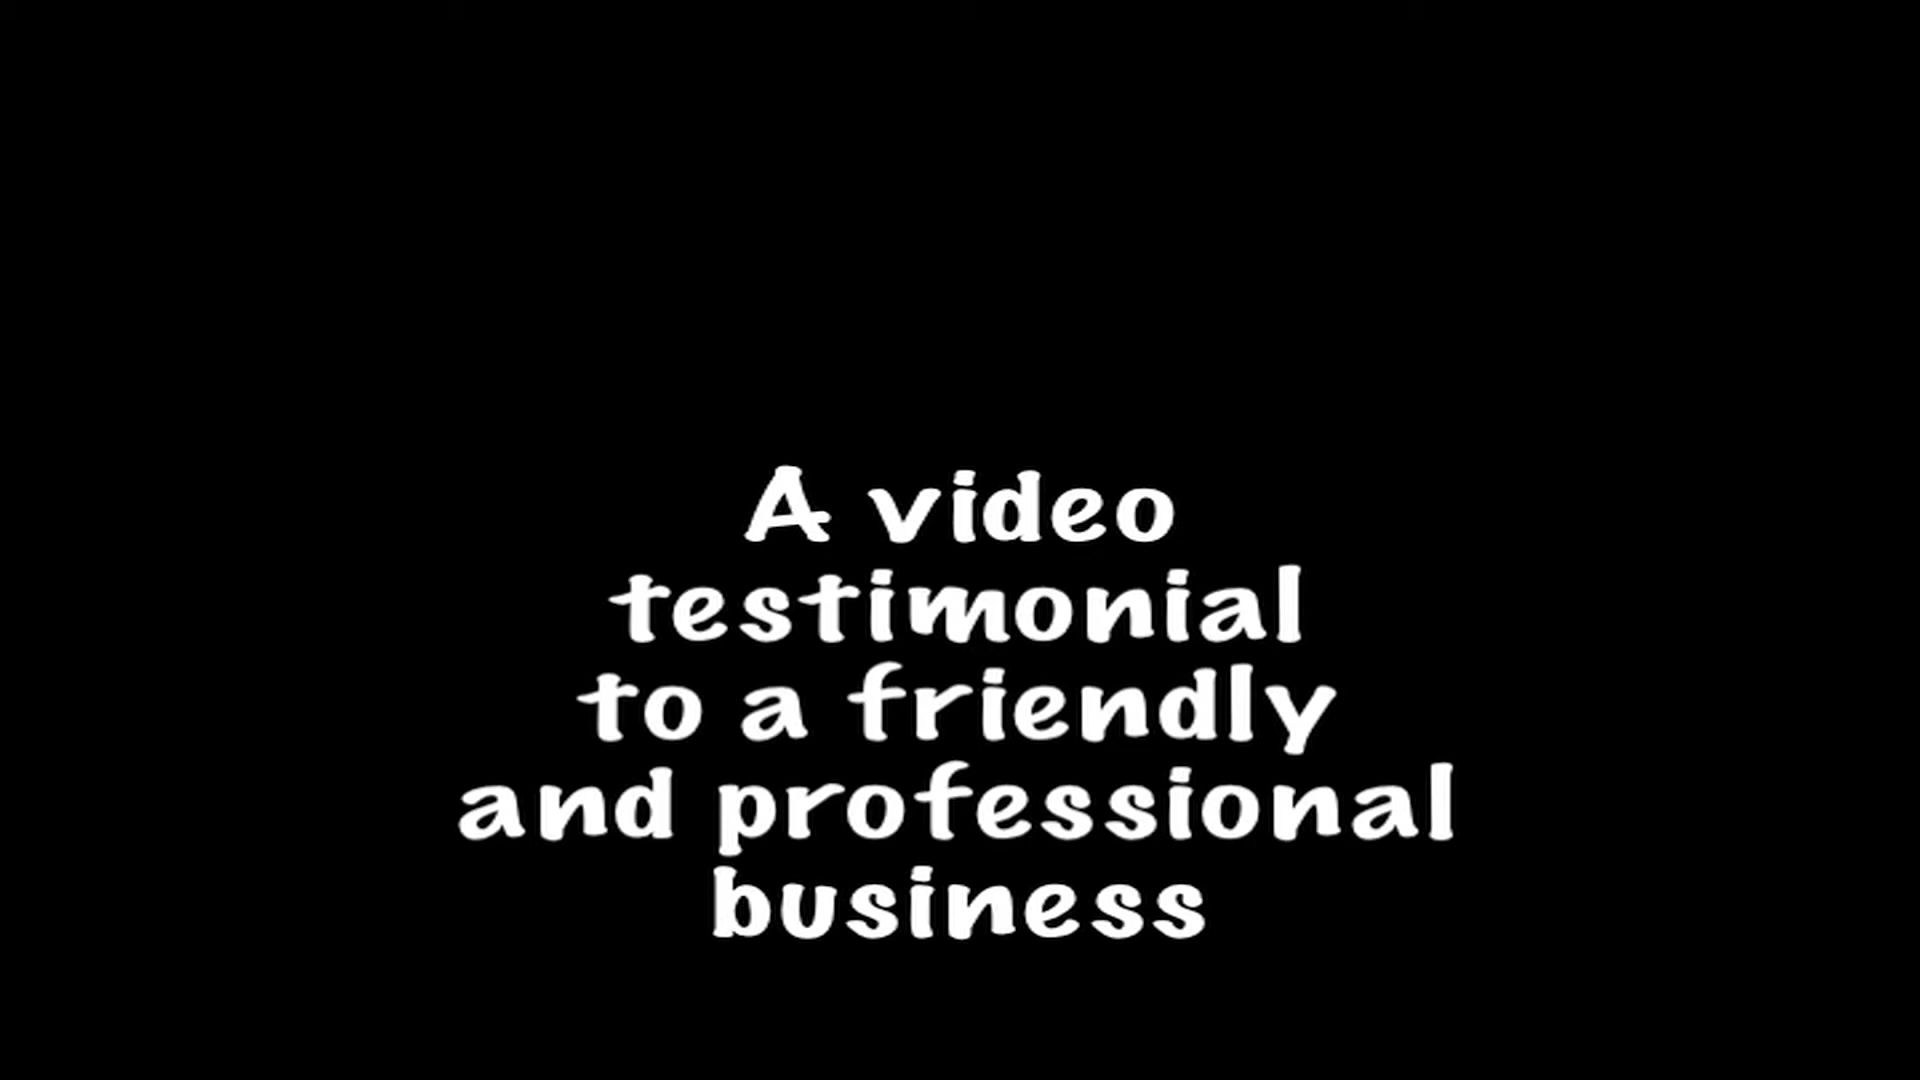 A video
testimonial
to a friendly
and professional
business